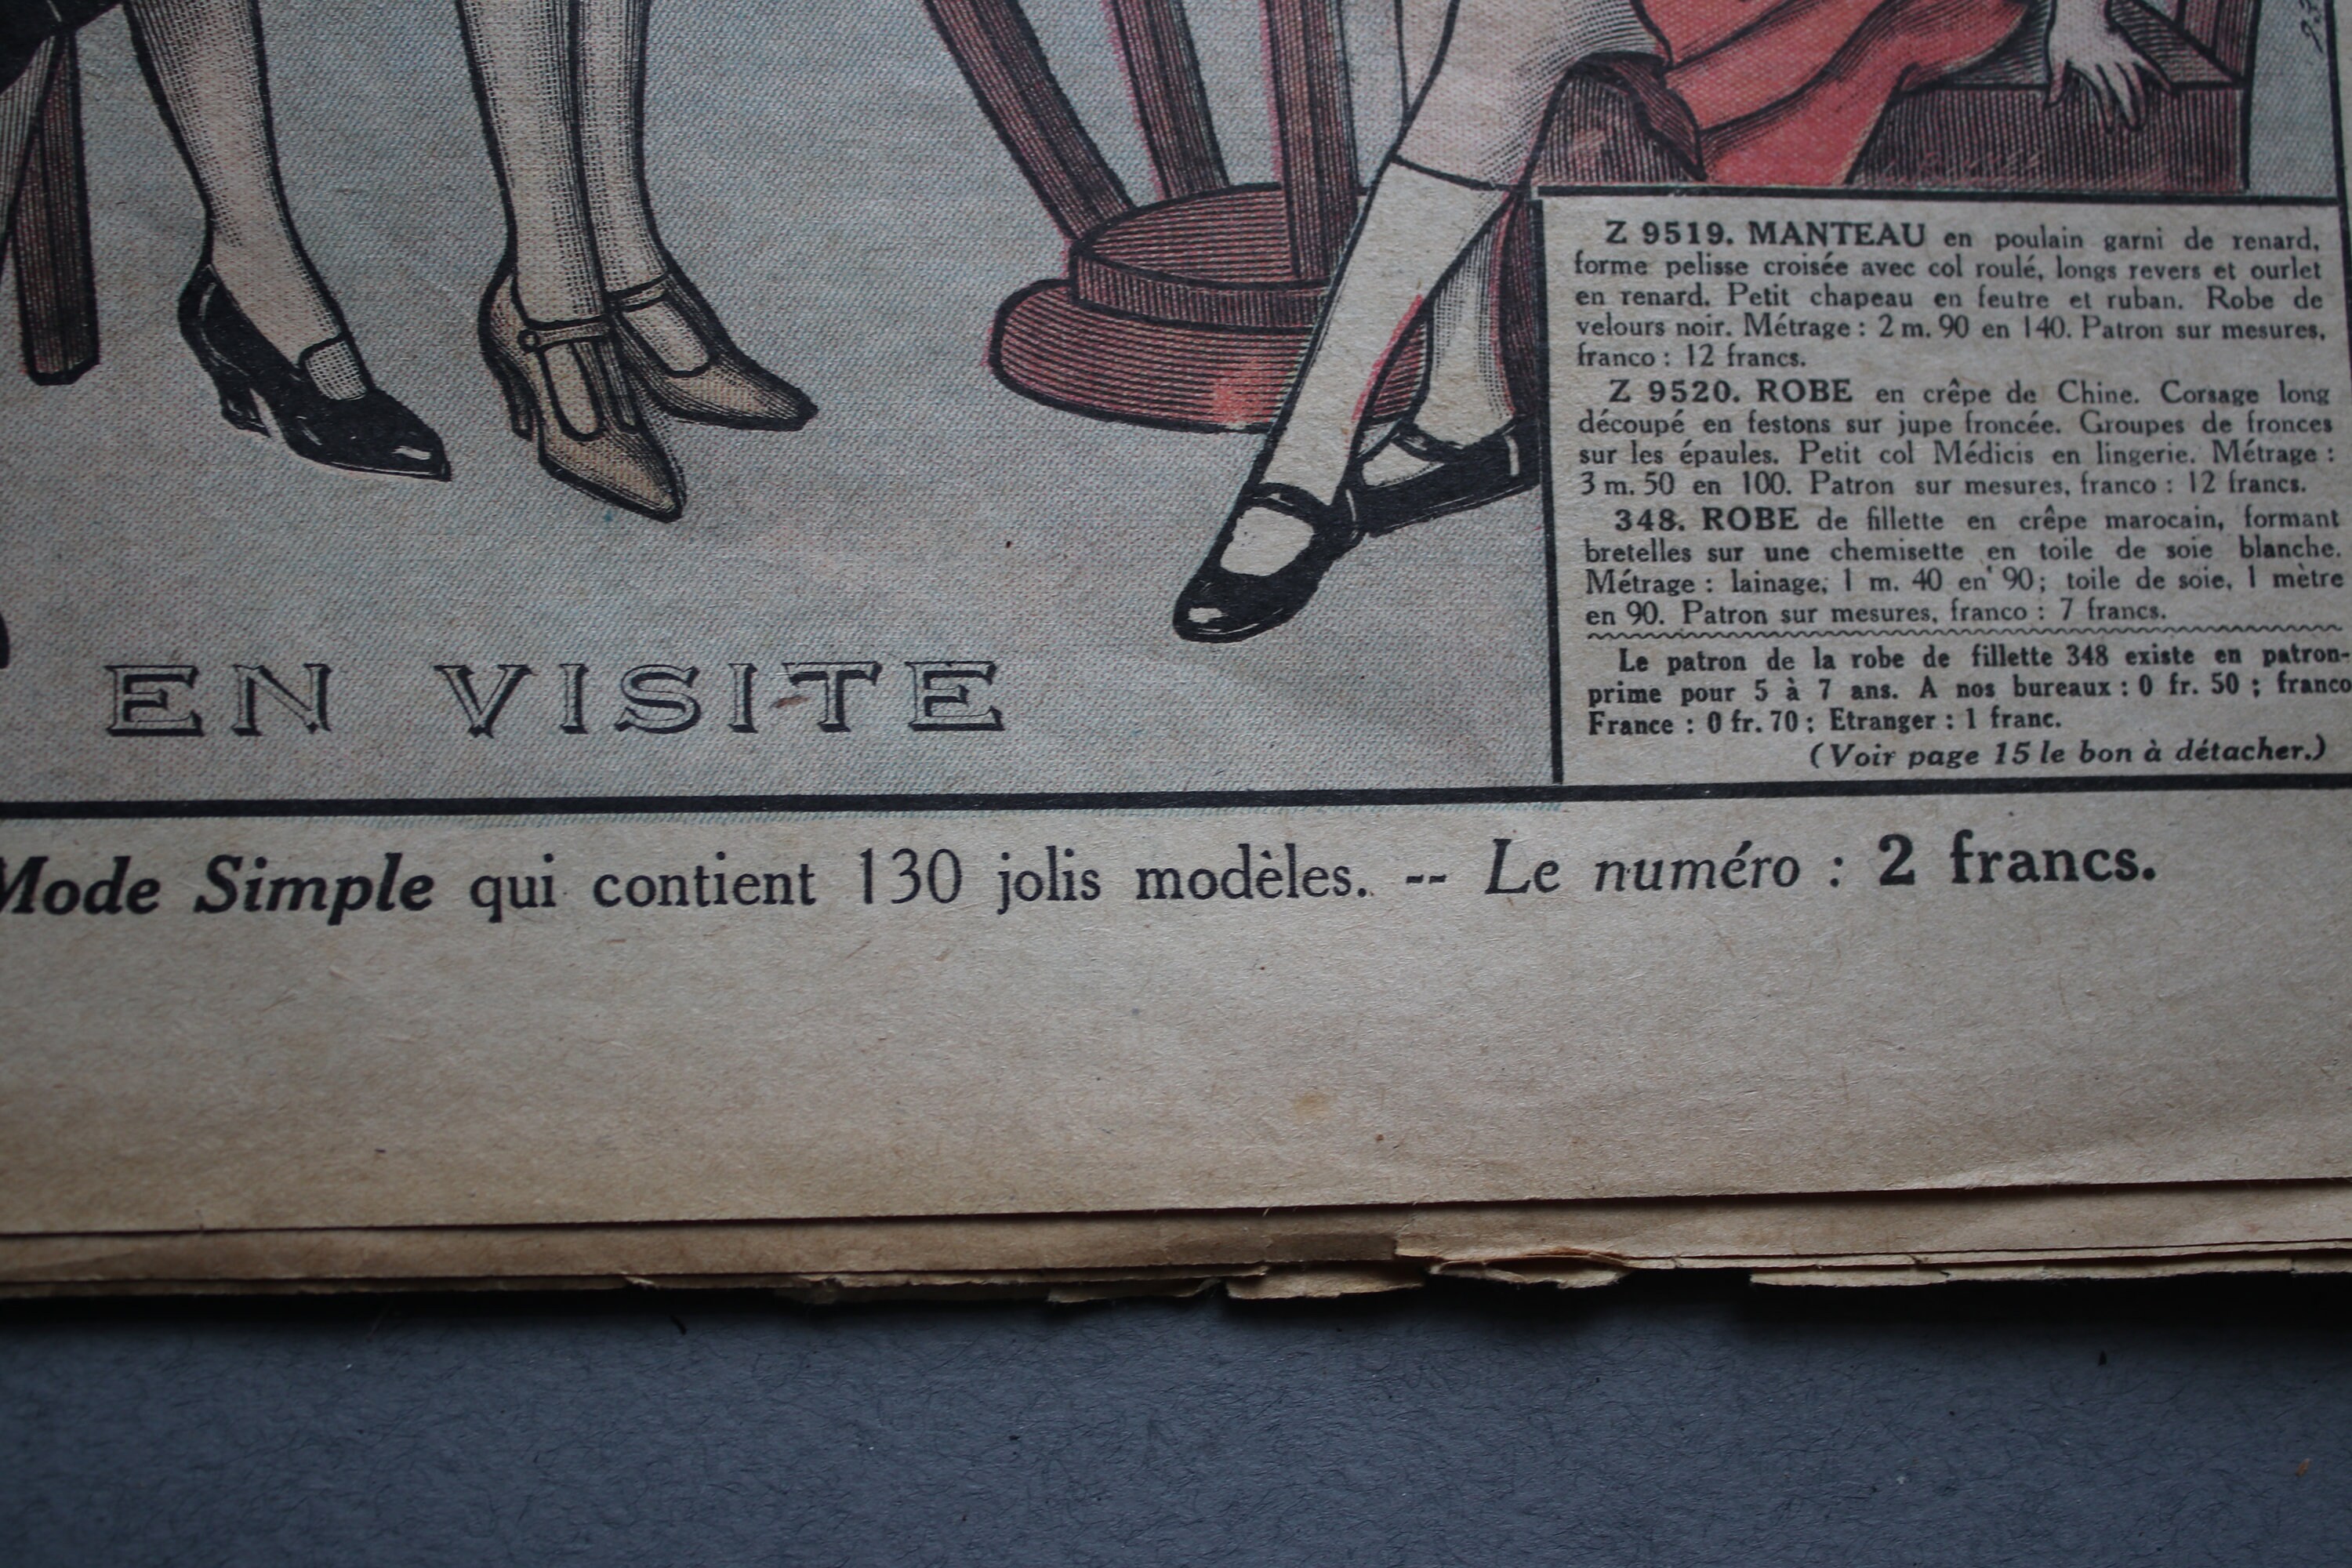 Z 9519. MANTEAU en poulain garni de renard,
forme pelisse croisée avec col roulé, longs revers et ourlet
en renard. Petit chapeau en feutre et ruban. Robe de
velours noir. Métrage : 2 m. 90 en 140. Patron sur mesures,
franco : 12 francs.
Z 9520. ROBE en crêpe de Chine. Corsage long
découpé en festons sur jupe froncée. Groupes de fronces
sur les épaules. Petit col Médicis en lingerie. Métrage :
3 m. 50 en 100. Patron sur mesures, franco : 12 francs.
348. ROBE de fillette en crêpe marocain, formant
bretelles sur une chemisette en toile de soie blanche.
Métrage : lainage, 1 m. 40 en 90; toile de soie, 1 mètre
en 90. Patron sur mesures, franco : 7 francs.
Le patron de la robe de fillette 348 existe en patron-
prime pour 5 à 7 ans. A nos bureaux : 0 fr. 50 ; franco
France : 0 fr. 70 ; Etranger : 1 franc.
(Voir page 15 le bon à détacher.)
EN VISITE
Mode Simple qui contient 130 jolis modèles. -- Le numéro : 2 francs.